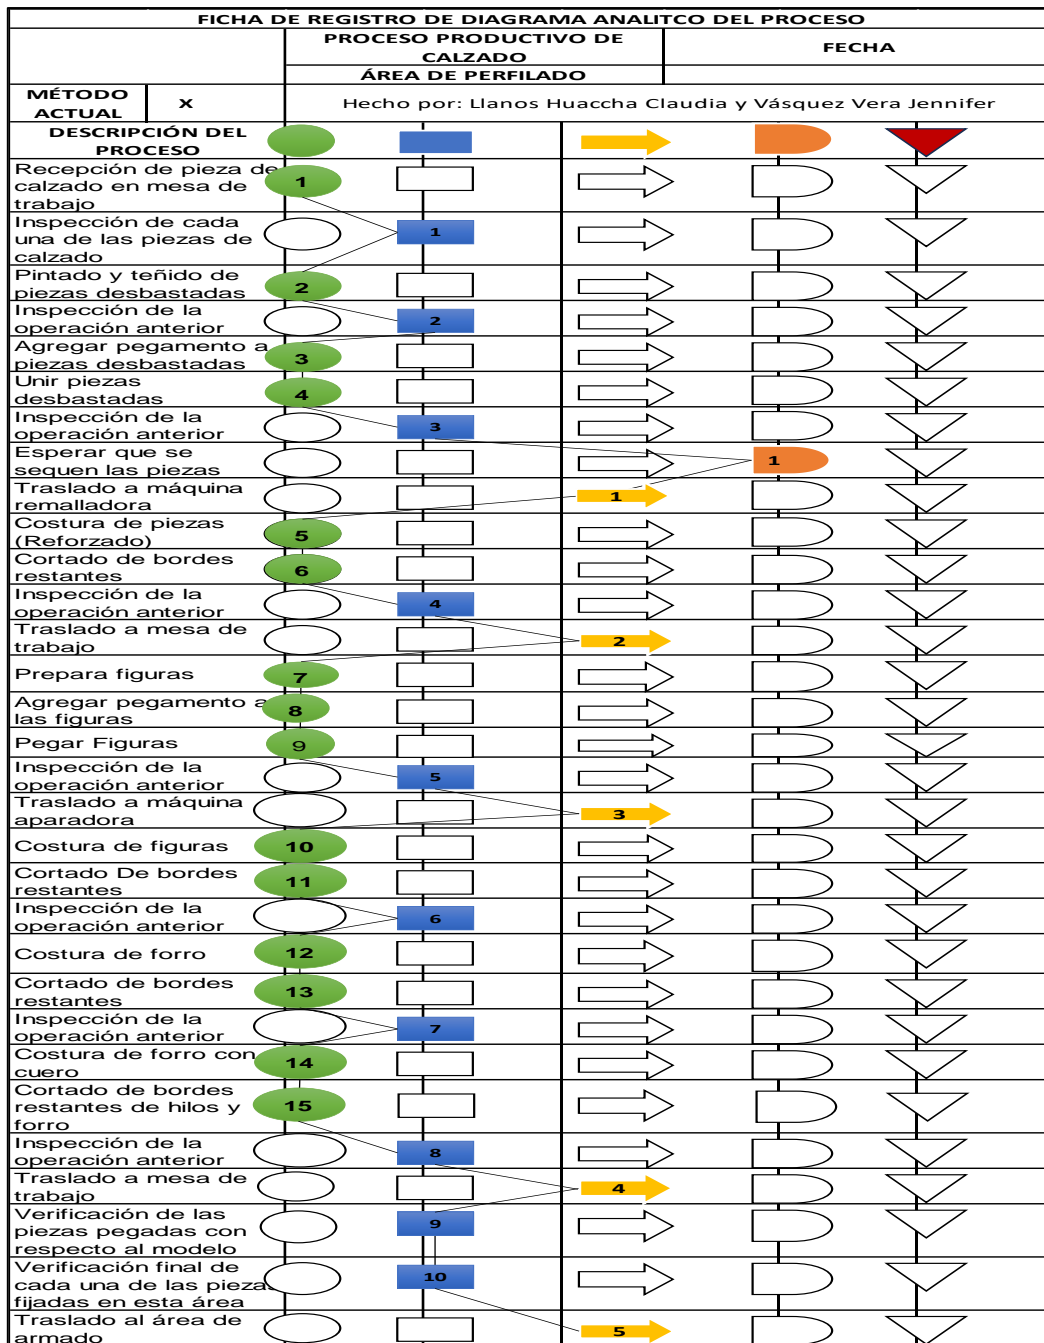 FICHA DE REGISTRO DE DIAGRAMA ANALITCO DEL PROCESO
PROCESO PRODUCTIVO DE
CALZADO
FECHA
ÁREA DE PERFILADO
MÉTODO
ACTUAL
X
Hecho por: Llanos Huaccha Claudia y Vásquez Vera Jennifer
DESCRIPCIÓN DEL
PROCESO
Recepción de pieza de
calzado en mesa de
trabajo
1
Inspección de cada
una de las piezas de
calzado
1
Pintado y teñido de
piezas desbastadas
2
Inspección de la
operación anterior
2
Agregar pegamento a
piezas desbastadas
3
Unir piezas
desbastadas
4
Inspección de la
operación anterior
3
Esperar que se
sequen las piezas
1
Traslado a máquina
remalladora
1
Costura de piezas
(Reforzado)
5
Cortado de bordes
restantes
6
Inspección de la
operación anterior
4
Traslado a mesa de
trabajo
2
Prepara figuras
7
Agregar pegamento a
las figuras
8
Pegar Figuras
9
Inspección de la
operación anterior
5
Traslado a máquina
aparadora
3
Costura de figuras
10
Cortado De bordes
restantes
11
Inspección de la
operación anterior
6
Costura de forro
12
Cortado de bordes
restantes
13
Inspección de la
operación anterior
7
Costura de forro con
cuero
14
Cortado de bordes
restantes de hilos y
forro
15
Inspección de la
operación anterior
8
Traslado a mesa de
trabajo
4
Verificación de las
piezas pegadas con
respecto al modelo
9
Verificación final de
cada una de las piezas
fijadas en esta área
10
Traslado al área de
armado
5